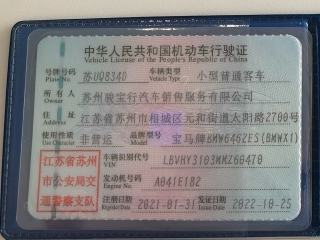 中华人民共和国机动车行驶证
Vehicle License of the People's Republic of China
号牌号码 苏UQ8340 车辆类型 小型普通客车
Plate No. Vehicle Type
所有人 苏州骏宝行汽车销售服务有限公司
Owner
住址 江苏省苏州市相城区元和街道太阳路2700号
Address
使用性质 非营运 品牌型号 宝马牌BMW6462ES(BMWX1)
Use Character Model
江苏省苏州 车辆识别代号 LBVHY3103MMZ60470
VIN
市公安局交 发动机号码 A041E182
Engine No.
通警察支队 注册日期 2021-01-31 发证日期 2022-10-25
Register Date Issue Date